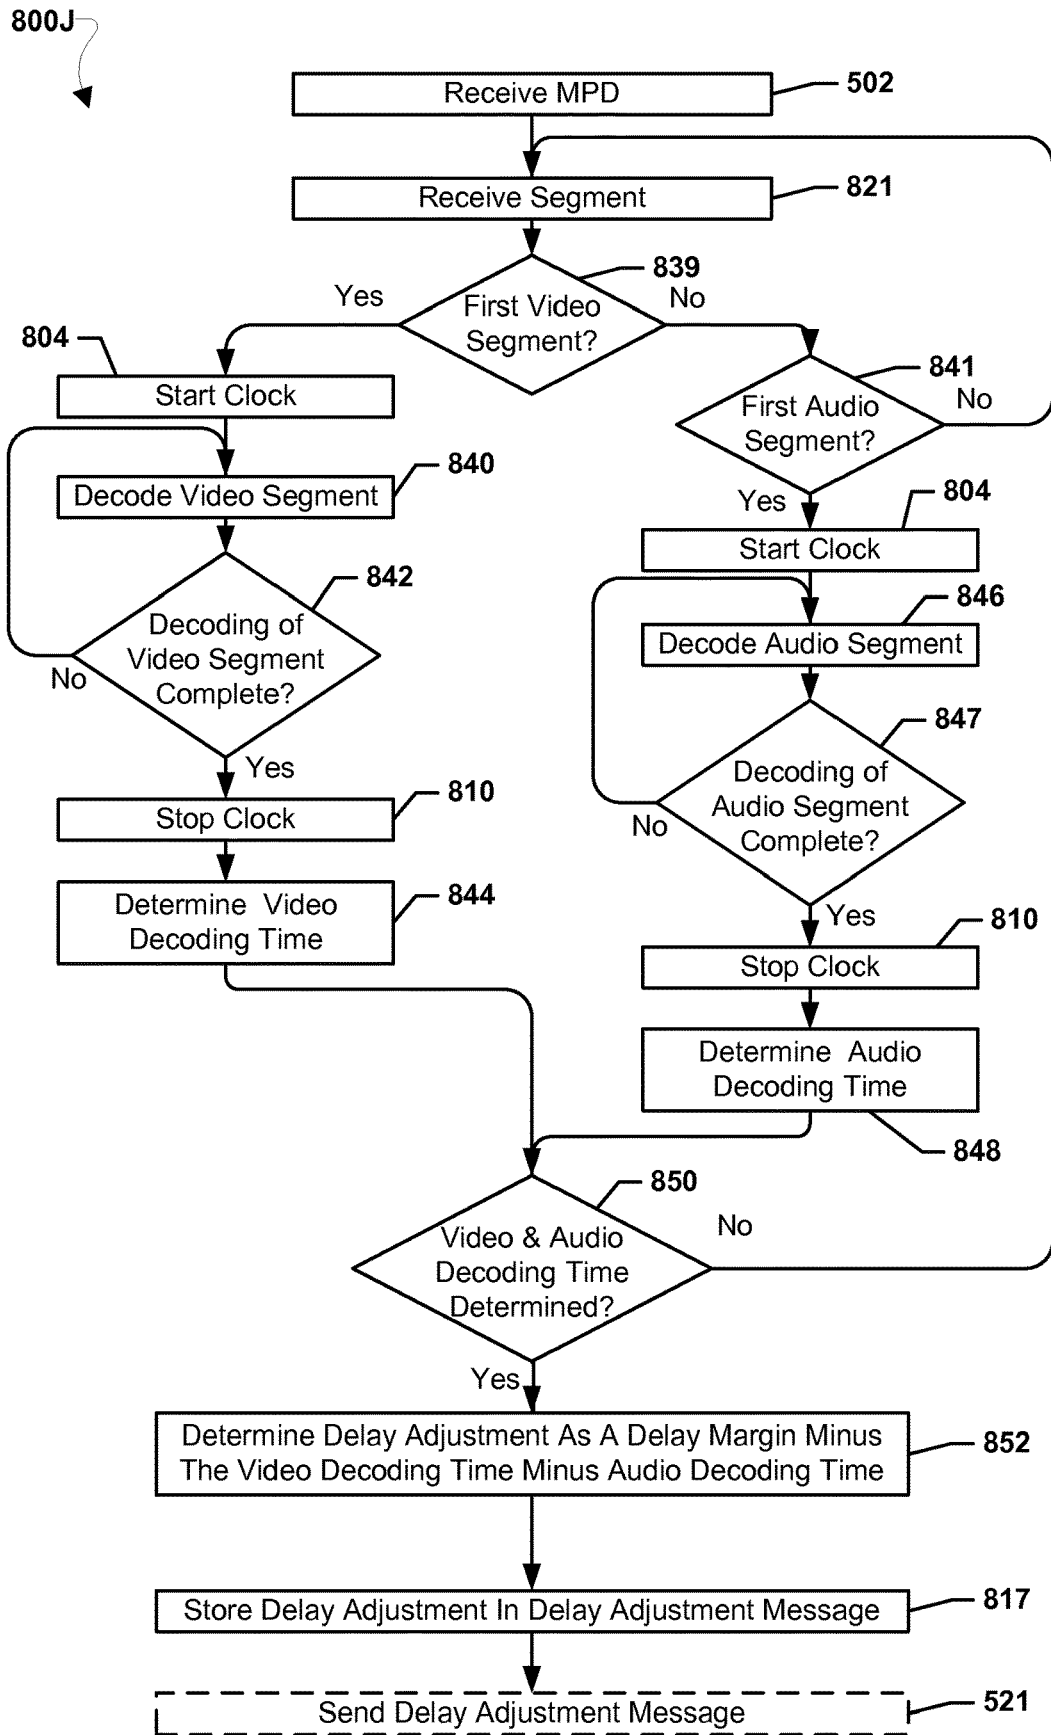 800J
Receive MPD
502
Receive Segment
821
839
Yes
First Video
Segment?
No
804
Start Clock
841
First Audio
Segment?
No
840
Decode Video Segment
Yes
804
Start Clock
842
Decoding of
Video Segment
Complete?
No
846
Decode Audio Segment
847
Yes
Decoding of
Audio Segment
Complete?
No
810
Stop Clock
844
Determine Video
Decoding Time
Yes
810
Stop Clock
Determine Audio
Decoding Time
848
850
Video & Audio
Decoding Time
Determined?
No
Yes
Determine Delay Adjustment As A Delay Margin Minus
The Video Decoding Time Minus Audio Decoding Time
852
Store Delay Adjustment In Delay Adjustment Message
817
Send Delay Adjustment Message
521